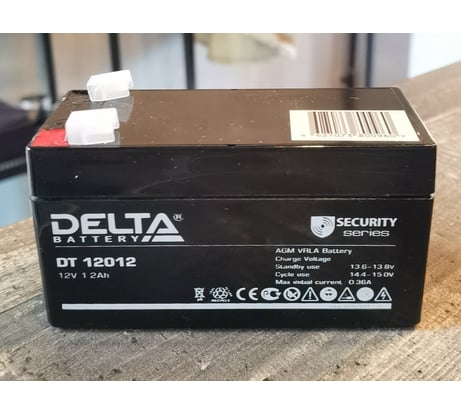 DELTA®
BATTERY
DT 12012
12V 1.2Ah
SECURITY
series
AGM VRLA Battery
Charge Voltage
Standby use 13.6-13.8V
Cycle use 14.4-15.0V
Max initial current 0.36A
RECYCLE